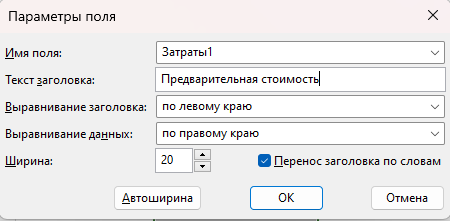 Параметры поля
Имя поля: Затраты1
Текст заголовка: Предварительная стоимость
Выравнивание заголовка: по левому краю
Выравнивание данных: по правому краю
Ширина: 20 Перенос заголовка по словам
Автоширина ОК Отмена